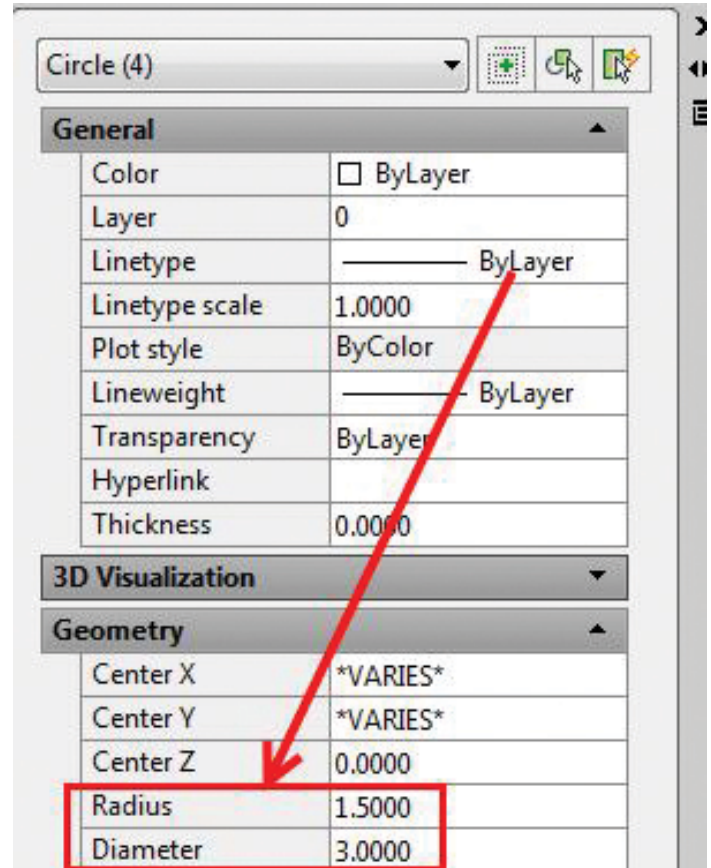 Circle (4)
General
Color ByLayer
Layer 0
Linetype ByLayer
Linetype scale 1.0000
Plot style ByColor
Lineweight ByLayer
Transparency ByLayer
Hyperlink
Thickness 0.0000
3D Visualization
Geometry
Center X *VARIES*
Center Y *VARIES*
Center Z 0.0000
Radius 1.5000
Diameter 3.0000